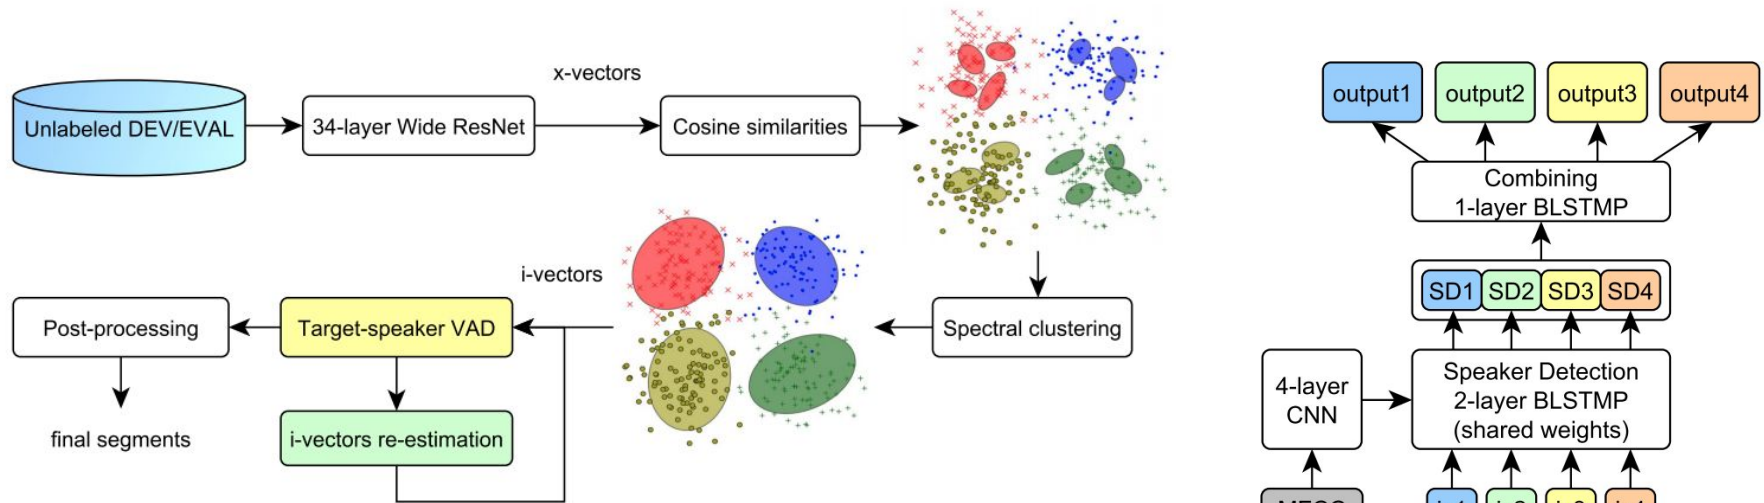 Unlabeled DEV/EVAL
34-layer Wide ResNet
x-vectors
Cosine similarities
Spectral clustering
i-vectors
Target-speaker VAD
Post-processing
i-vectors re-estimation
final segments
output1
output2
output3
output4
Combining
1-layer BLSTMP
SD1
SD2
SD3
SD4
4-layer
CNN
Speaker Detection
2-layer BLSTMP
(shared weights)